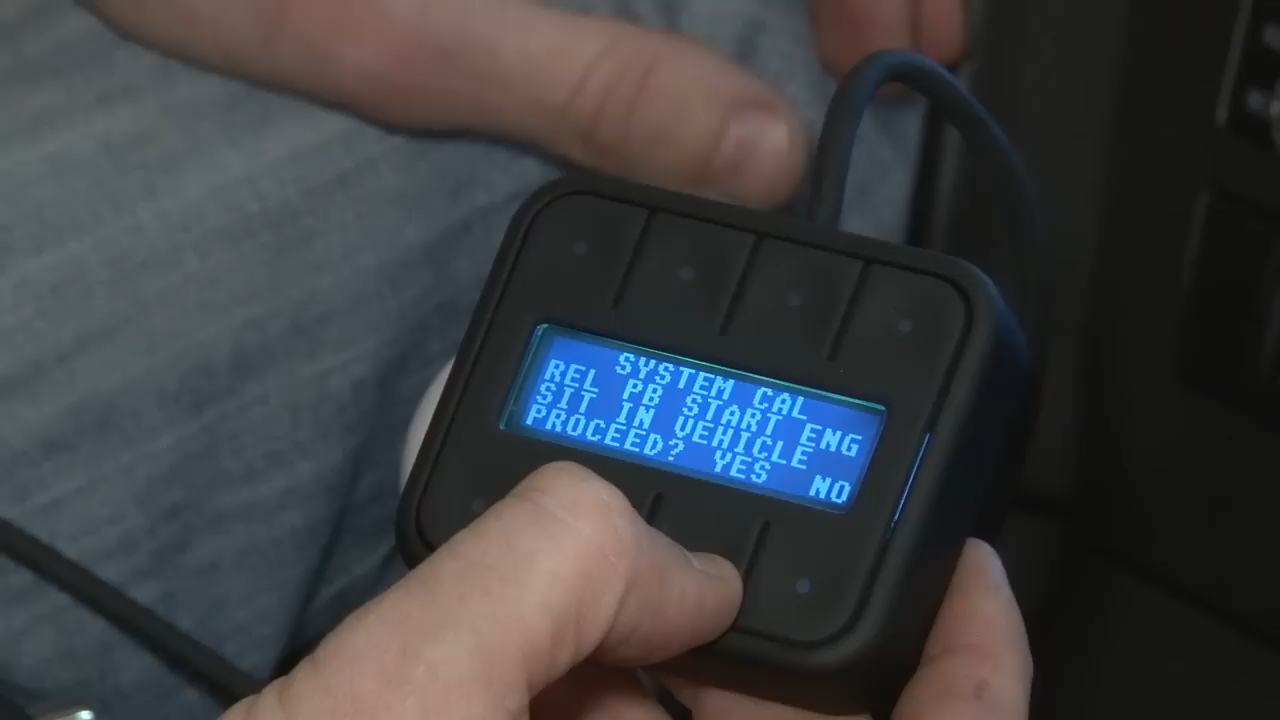 SYSTEM CAL
REL PB START ENG
SIT IN VEHICLE
PROCEED? YES NO